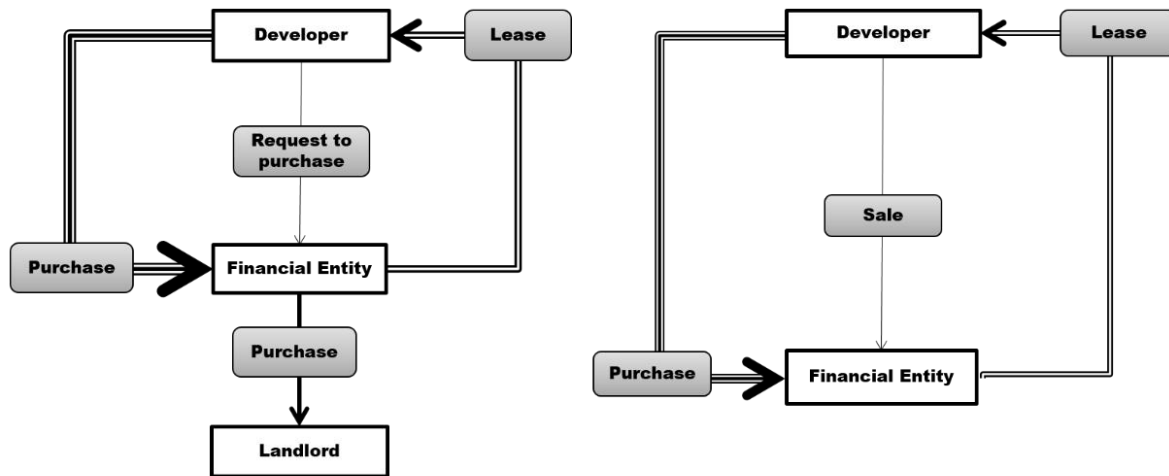 Developer
Lease
Request to
purchase
Purchase
Financial Entity
Purchase
Landlord
Developer
Lease
Sale
Purchase
Financial Entity